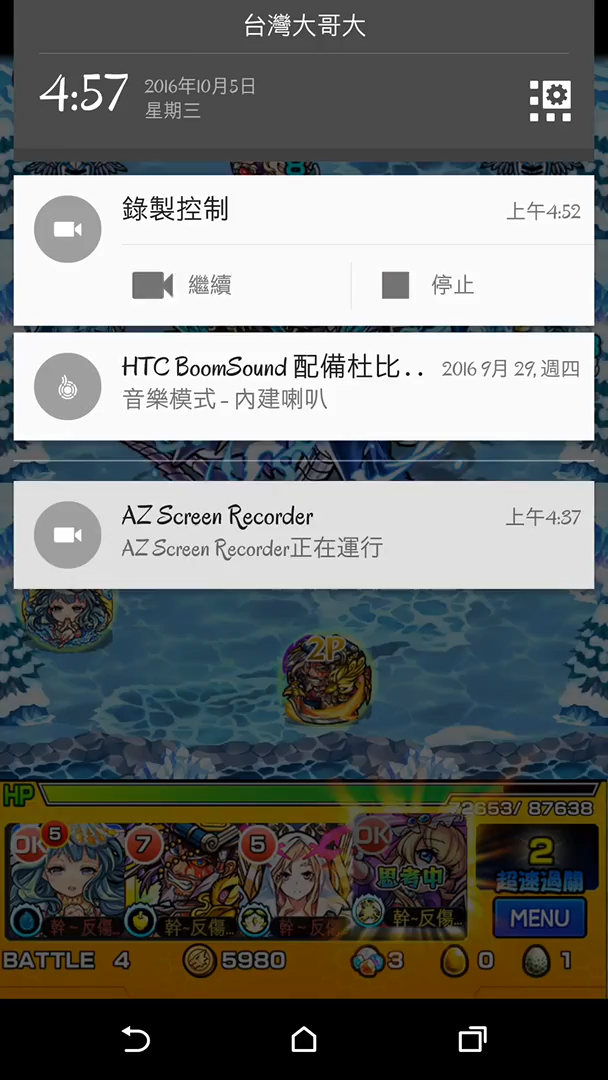 台灣大哥大
4:57
2016年10月5日
星期三
錄製控制
上午4:52
繼續
停止
HTC BoomSound 配備杜比..
2016 9月 29, 週四
音樂模式 - 內建喇叭
AZ Screen Recorder
上午4:37
AZ Screen Recorder正在運行
2P
HP
72653/ 87638
OK 5 7 5 OK
思考中
2
超速過關
幹~反傷... 幹~反傷... 幹~反傷... 幹~反傷...
MENU
BATTLE 4 5980 3 0 1